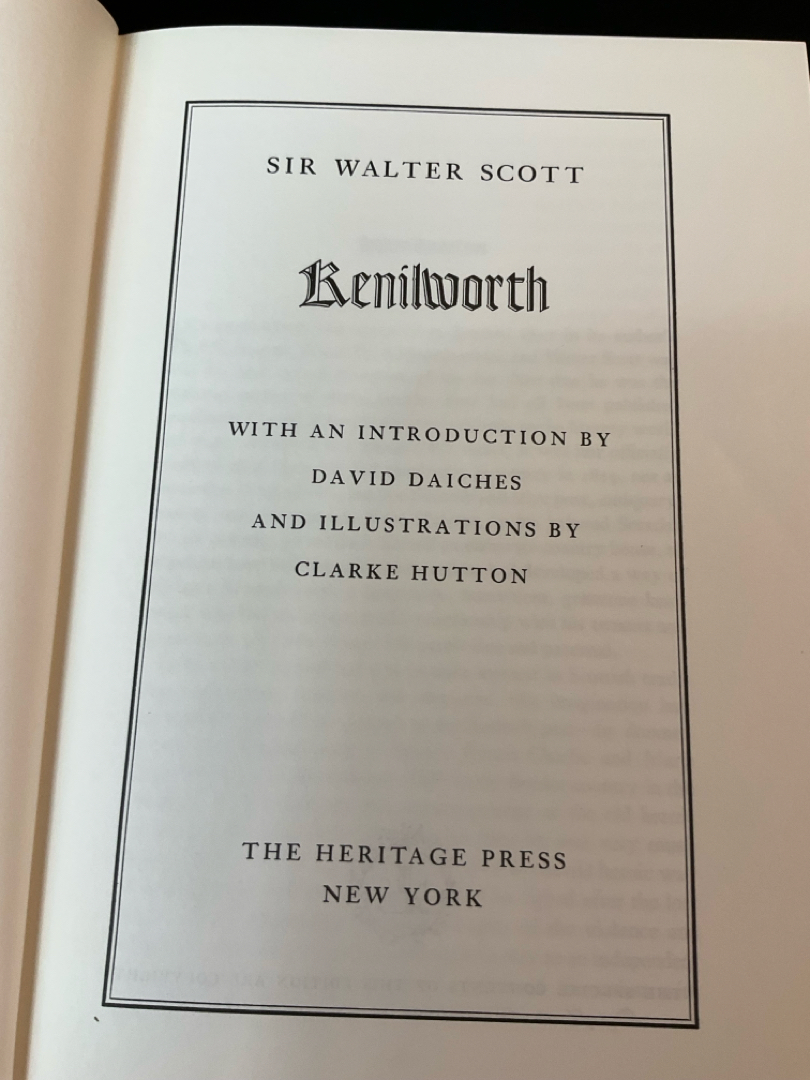 SIR WALTER SCOTT
Kenilworth
WITH AN INTRODUCTION BY
DAVID DAICHES
AND ILLUSTRATIONS BY
CLARKE HUTTON
THE HERITAGE PRESS
NEW YORK